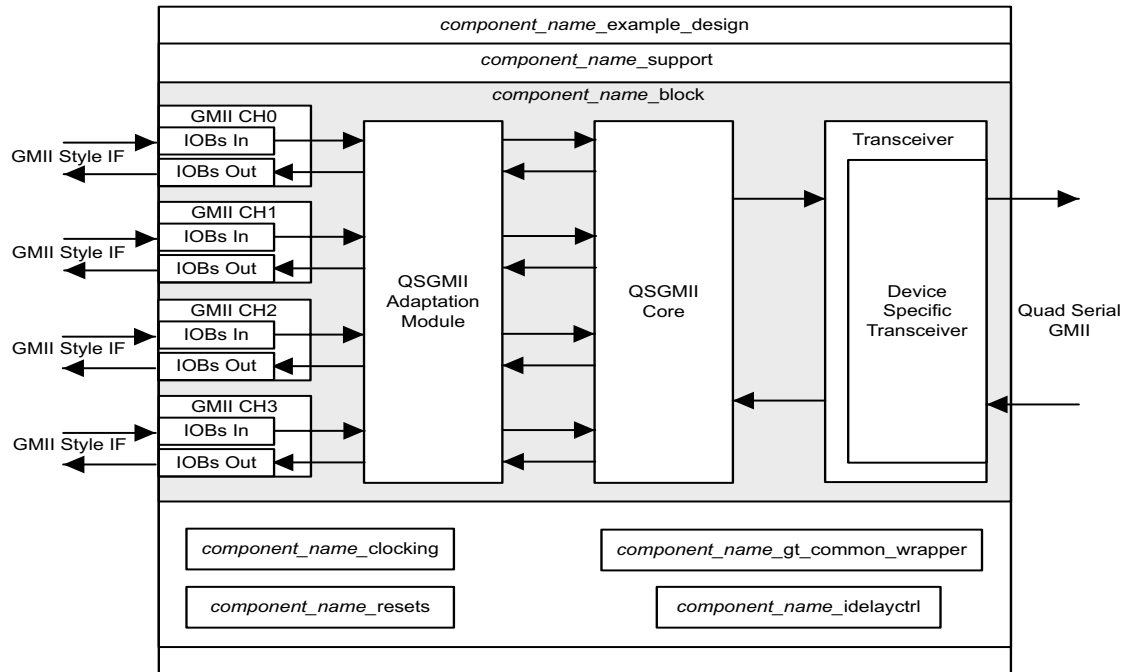 component_name_example_design
component_name_support
component_name_block
GMII CH0
IOBs In
IOBs Out
GMII Style IF
GMII CH1
IOBs In
IOBs Out
GMII Style IF
GMII CH2
IOBs In
IOBs Out
GMII Style IF
GMII CH3
IOBs In
IOBs Out
GMII Style IF
QSGMII
Adaptation
Module
QSGMII
Core
Transceiver
Device
Specific
Transceiver
Quad Serial
GMII
component_name_clocking
component_name_gt_common_wrapper
component_name_resets
component_name_idelayctrl